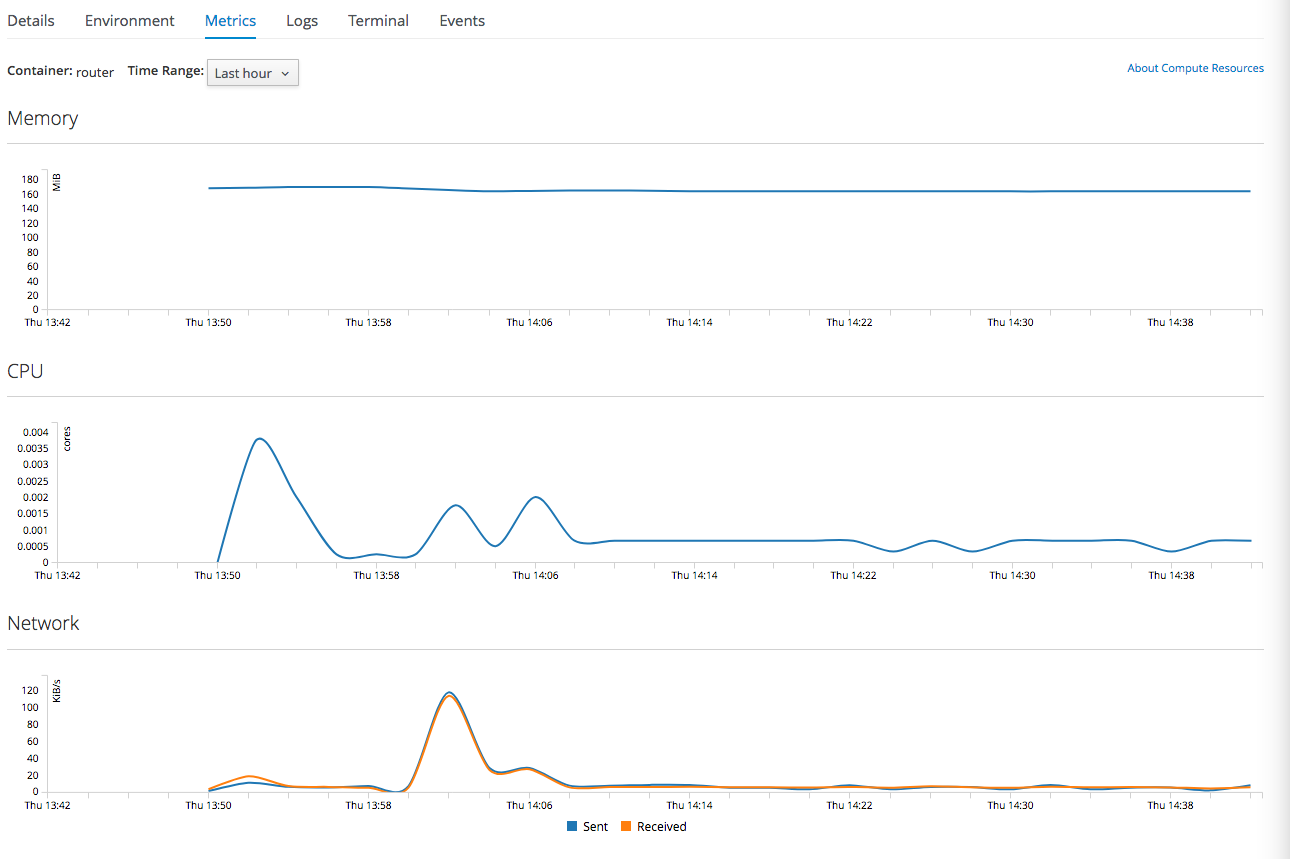 Details Environment Metrics Logs Terminal Events
Container: router Time Range: Last hour About Compute Resources
Memory
MiB
180
160
140
120
100
80
60
40
20
0
Thu 13:42 Thu 13:50 Thu 13:58 Thu 14:06 Thu 14:14 Thu 14:22 Thu 14:30 Thu 14:38
CPU
cores
0.004
0.0035
0.003
0.0025
0.002
0.0015
0.001
0.0005
0
Thu 13:42 Thu 13:50 Thu 13:58 Thu 14:06 Thu 14:14 Thu 14:22 Thu 14:30 Thu 14:38
Network
KiB/s
120
100
80
60
40
20
0
Thu 13:42 Thu 13:50 Thu 13:58 Thu 14:06 Thu 14:14 Thu 14:22 Thu 14:30 Thu 14:38
Sent Received